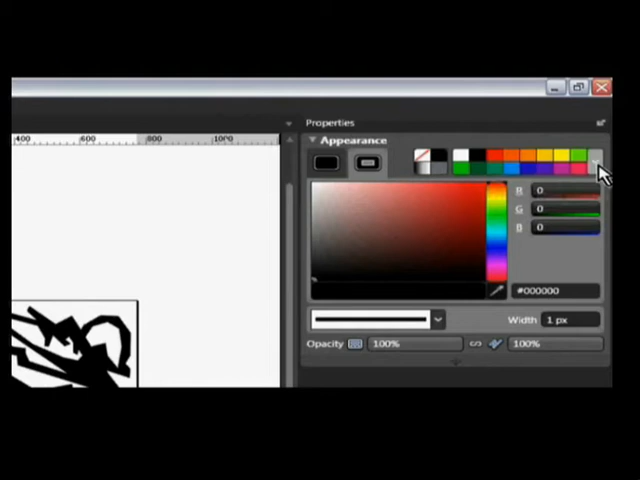 Properties
400 600 800 1000
Appearance
R 0
G 0
B 0
#000000
Width 1 px
Opacity 100% 100%